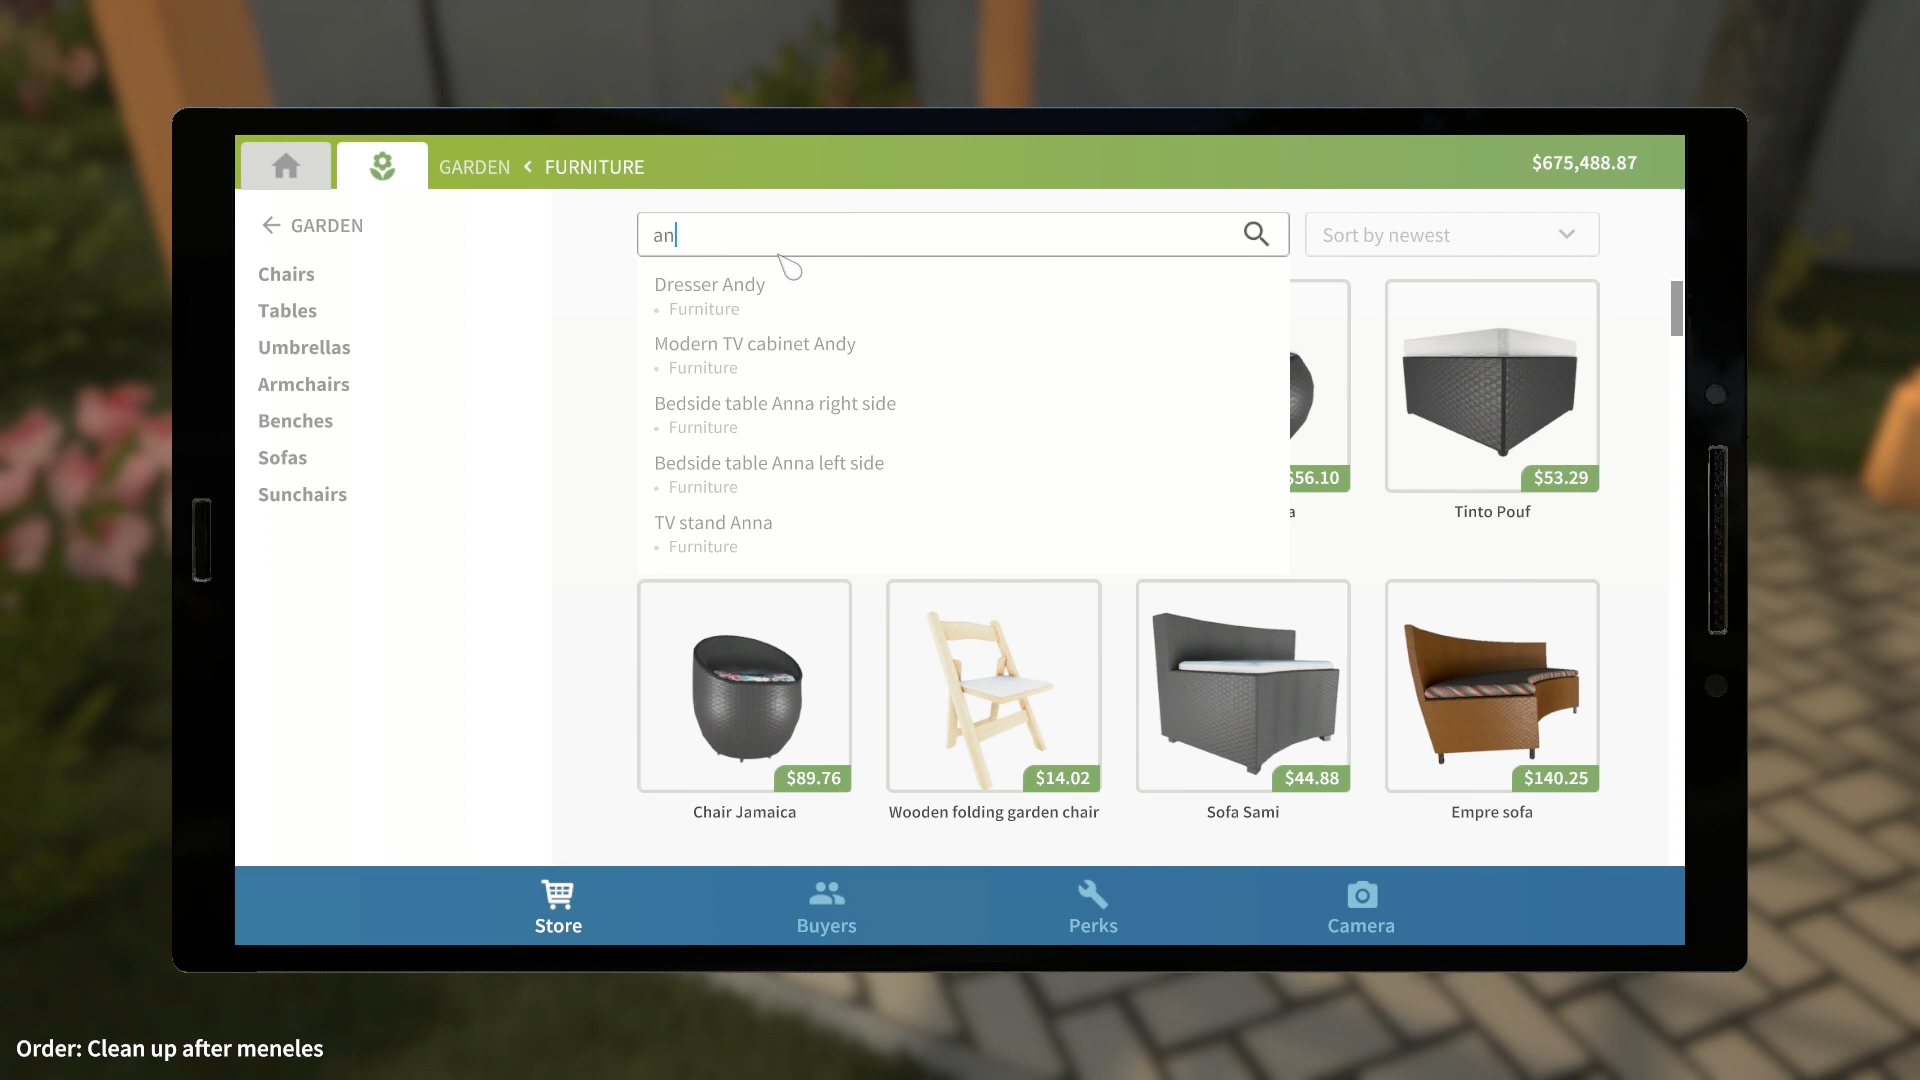 GARDEN < FURNITURE
$675,488.87
← GARDEN
Chairs
Tables
Umbrellas
Armchairs
Benches
Sofas
Sunchairs
an
Sort by newest
Dresser Andy
• Furniture
Modern TV cabinet Andy
• Furniture
Bedside table Anna right side
• Furniture
Bedside table Anna left side
• Furniture
TV stand Anna
• Furniture
$56.10
a
$53.29
Tinto Pouf
$89.76
Chair Jamaica
$14.02
Wooden folding garden chair
$44.88
Sofa Sami
$140.25
Empre sofa
Store
Buyers
Perks
Camera
Order: Clean up after meneles